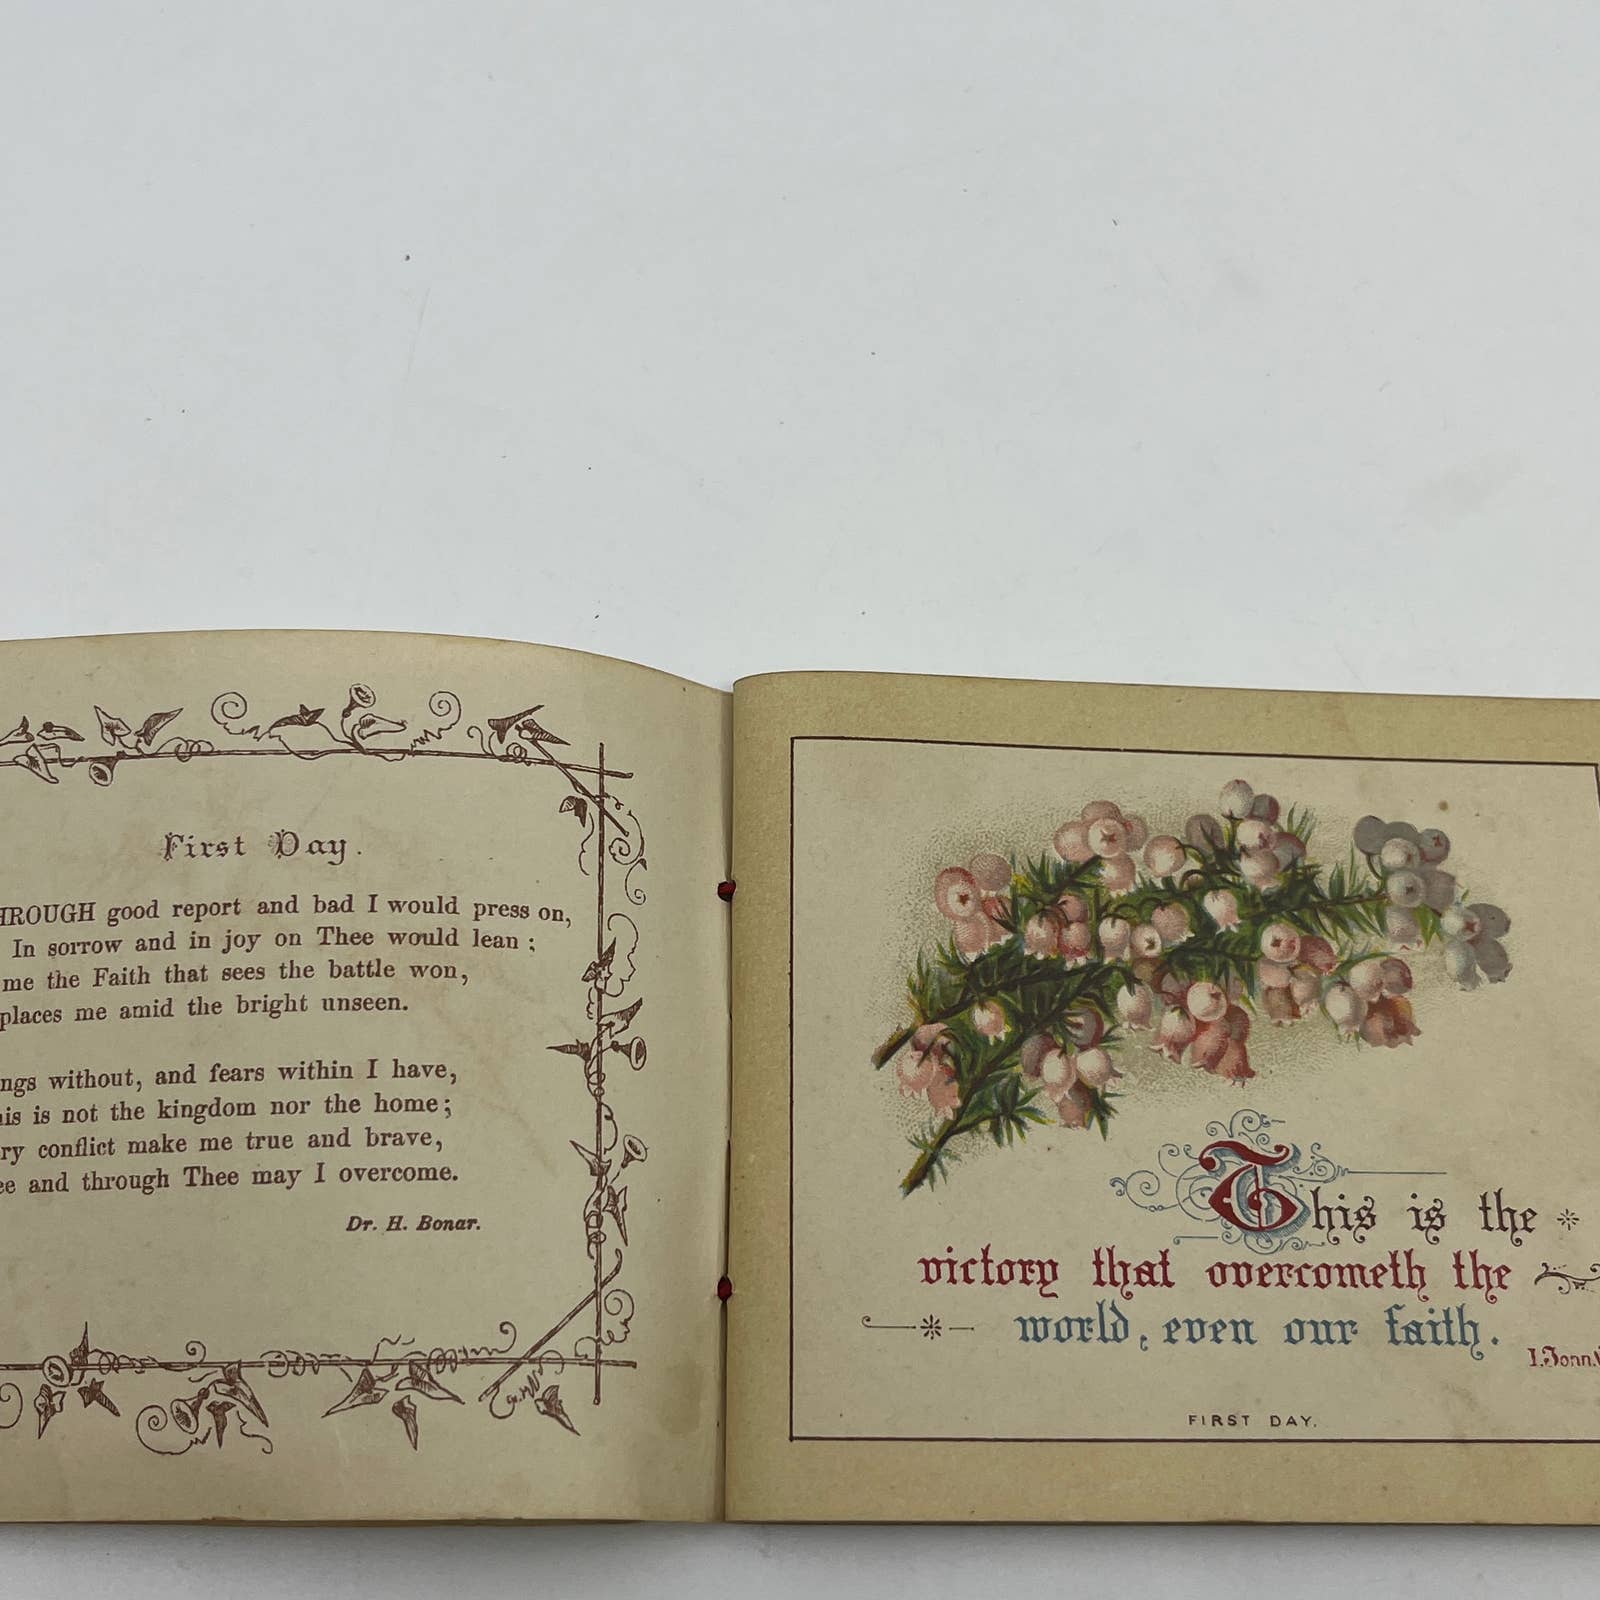 First Day.
HROUGH good report and bad I would press on,
In sorrow and in joy on Thee would lean ;
me the Faith that sees the battle won,
places me amid the bright unseen.
ngs without, and fears within I have,
is is not the kingdom nor the home ;
ry conflict make me true and brave,
ee and through Thee may I overcome.
Dr. H. Bonar.
This is the
victory that overcometh the
world, even our faith.
I. John.
FIRST DAY.